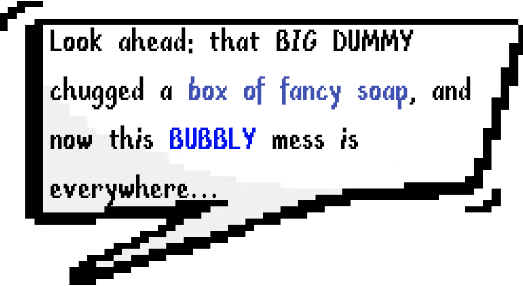 Look ahead: that BIG DUMMY
chugged a box of fancy soap, and
now this BUBBLY mess is
everywhere...